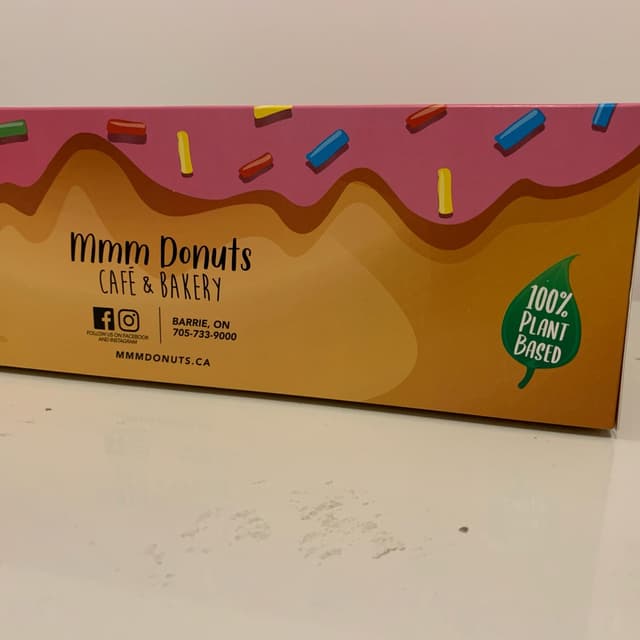 mmm Donuts
CAFÉ & BAKERY
FOLLOW US ON FACEBOOK
AND INSTAGRAM
BARRIE, ON
705-733-9000
MMMDONUTS.CA
100%
PLANT
BASED